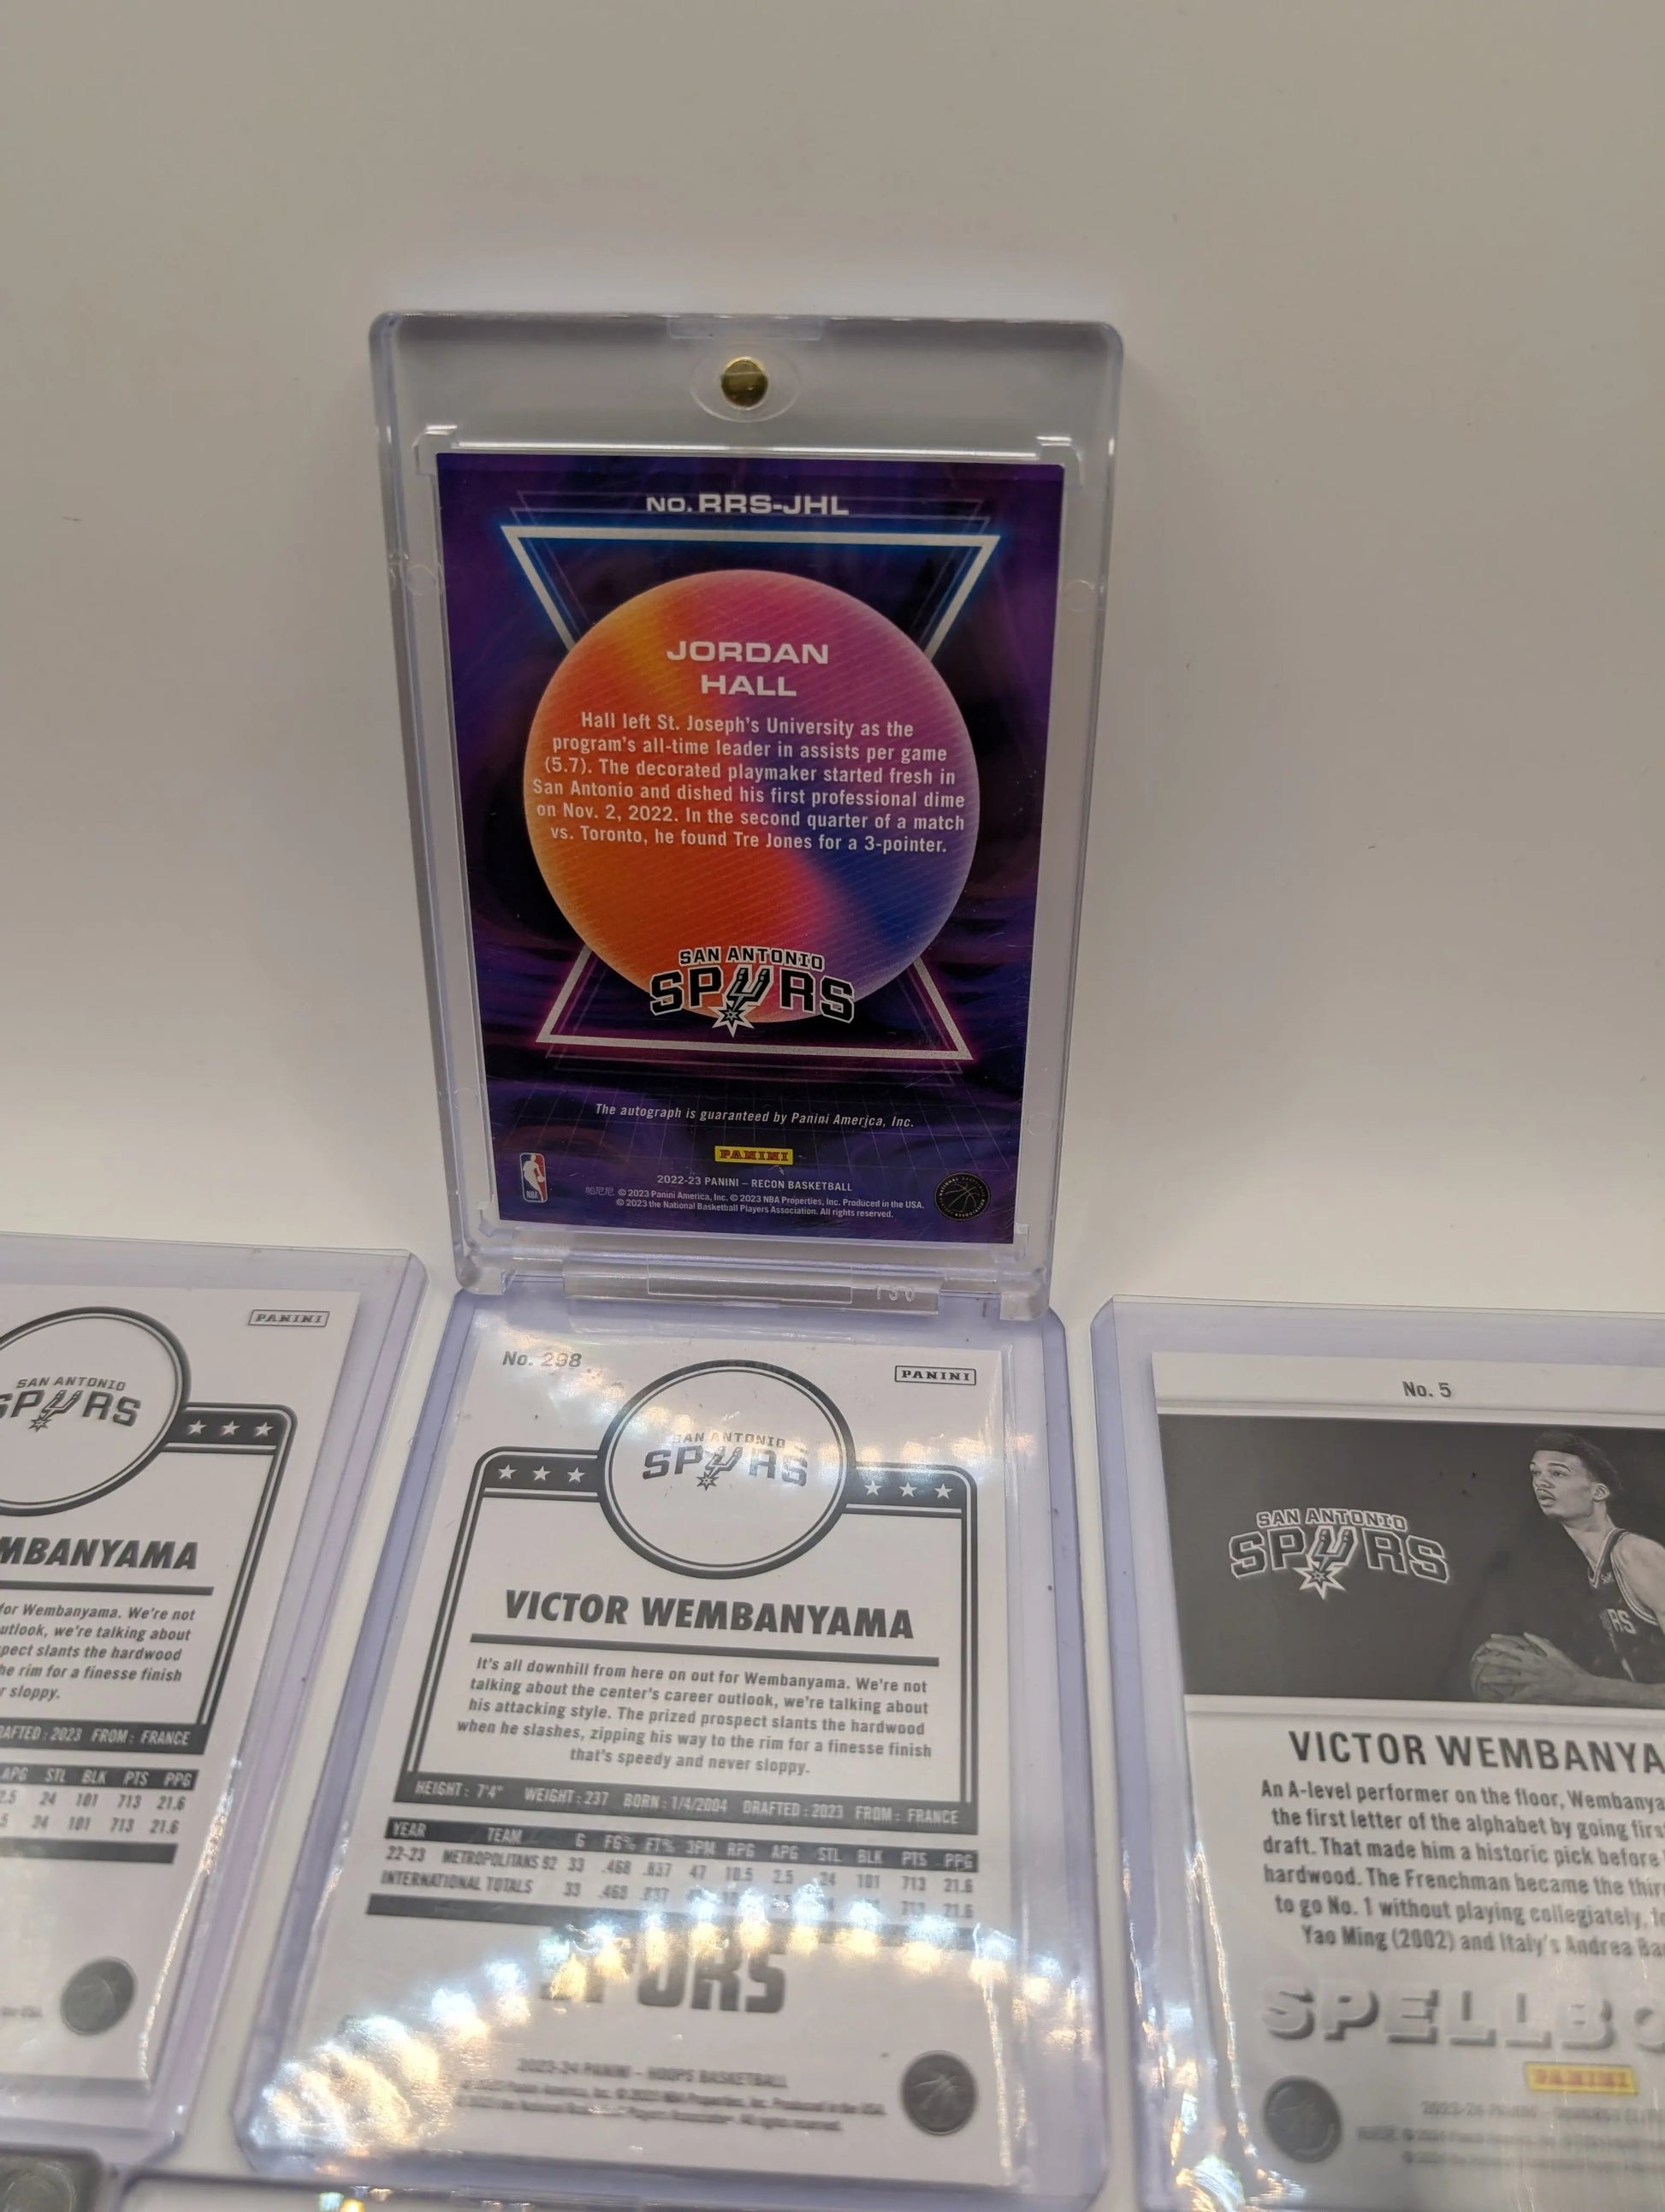 NO. RRS-JHL
JORDAN
HALL
Hall left St. Joseph's University as the
program's all-time leader in assists per game
(5.7). The decorated playmaker started fresh in
San Antonio and dished his first professional dime
on Nov. 2, 2022. In the second quarter of a match
vs. Toronto, he found Tre Jones for a 3-pointer.
SAN ANTONIO
SPURS
The autograph is guaranteed by Panini America, Inc.
PANINI
NBA
2022-23 PANINI – RECON BASKETBALL
帕尼尼 © 2023 Panini America, Inc. © 2023 NBA Properties, Inc. Produced in the USA.
© 2023 the National Basketball Players Association. All rights reserved.
130
PANINI
SAN ANTONIO
SPURS
MBANYAMA
for Wembanyama. We're not
utlook, we're talking about
pect slants the hardwood
he rim for a finesse finish
r sloppy.
RAFTED : 2023 FROM : FRANCE
APG STL BLK PTS PPG
2.5 24 101 713 21.6
5 24 101 713 21.6
No. 298
PANINI
SAN ANTONIO
SPURS
VICTOR WEMBANYAMA
It's all downhill from here on out for Wembanyama. We're not
talking about the center's career outlook, we're talking about
his attacking style. The prized prospect slants the hardwood
when he slashes, zipping his way to the rim for a finesse finish
that's speedy and never sloppy.
HEIGHT : 7'4" WEIGHT : 237 BORN : 1/4/2004 DRAFTED : 2023 FROM : FRANCE
YEAR TEAM G FG% FT% 3PM RPG APG STL BLK PTS PPG
22-23 METROPOLITANS 92 33 .468 .837 47 10.5 2.5 24 101 713 21.6
INTERNATIONAL TOTALS 33 .468 .837 713 21.6
SPURS
2023-24 PANINI – HOOPS BASKETBALL
No. 5
SAN ANTONIO
SPURS
VICTOR WEMBANYA
An A-level performer on the floor, Wembanya
the first letter of the alphabet by going firs
draft. That made him a historic pick before
hardwood. The Frenchman became the thir
to go No. 1 without playing collegiately,
Yao Ming (2002) and Italy's Andrea Ba
SPELLBO
PANINI